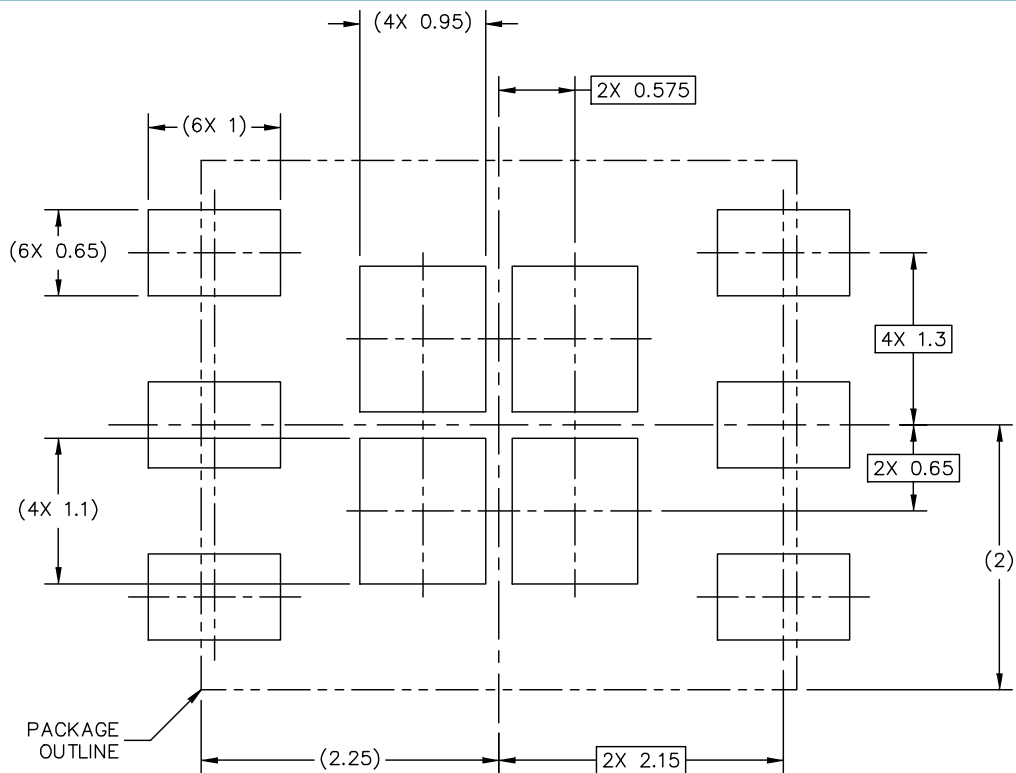 (4X 0.95)
2X 0.575
(6X 1)
(6X 0.65)
4X 1.3
2X 0.65
(4X 1.1)
(2)
PACKAGE
OUTLINE
(2.25)
2X 2.15